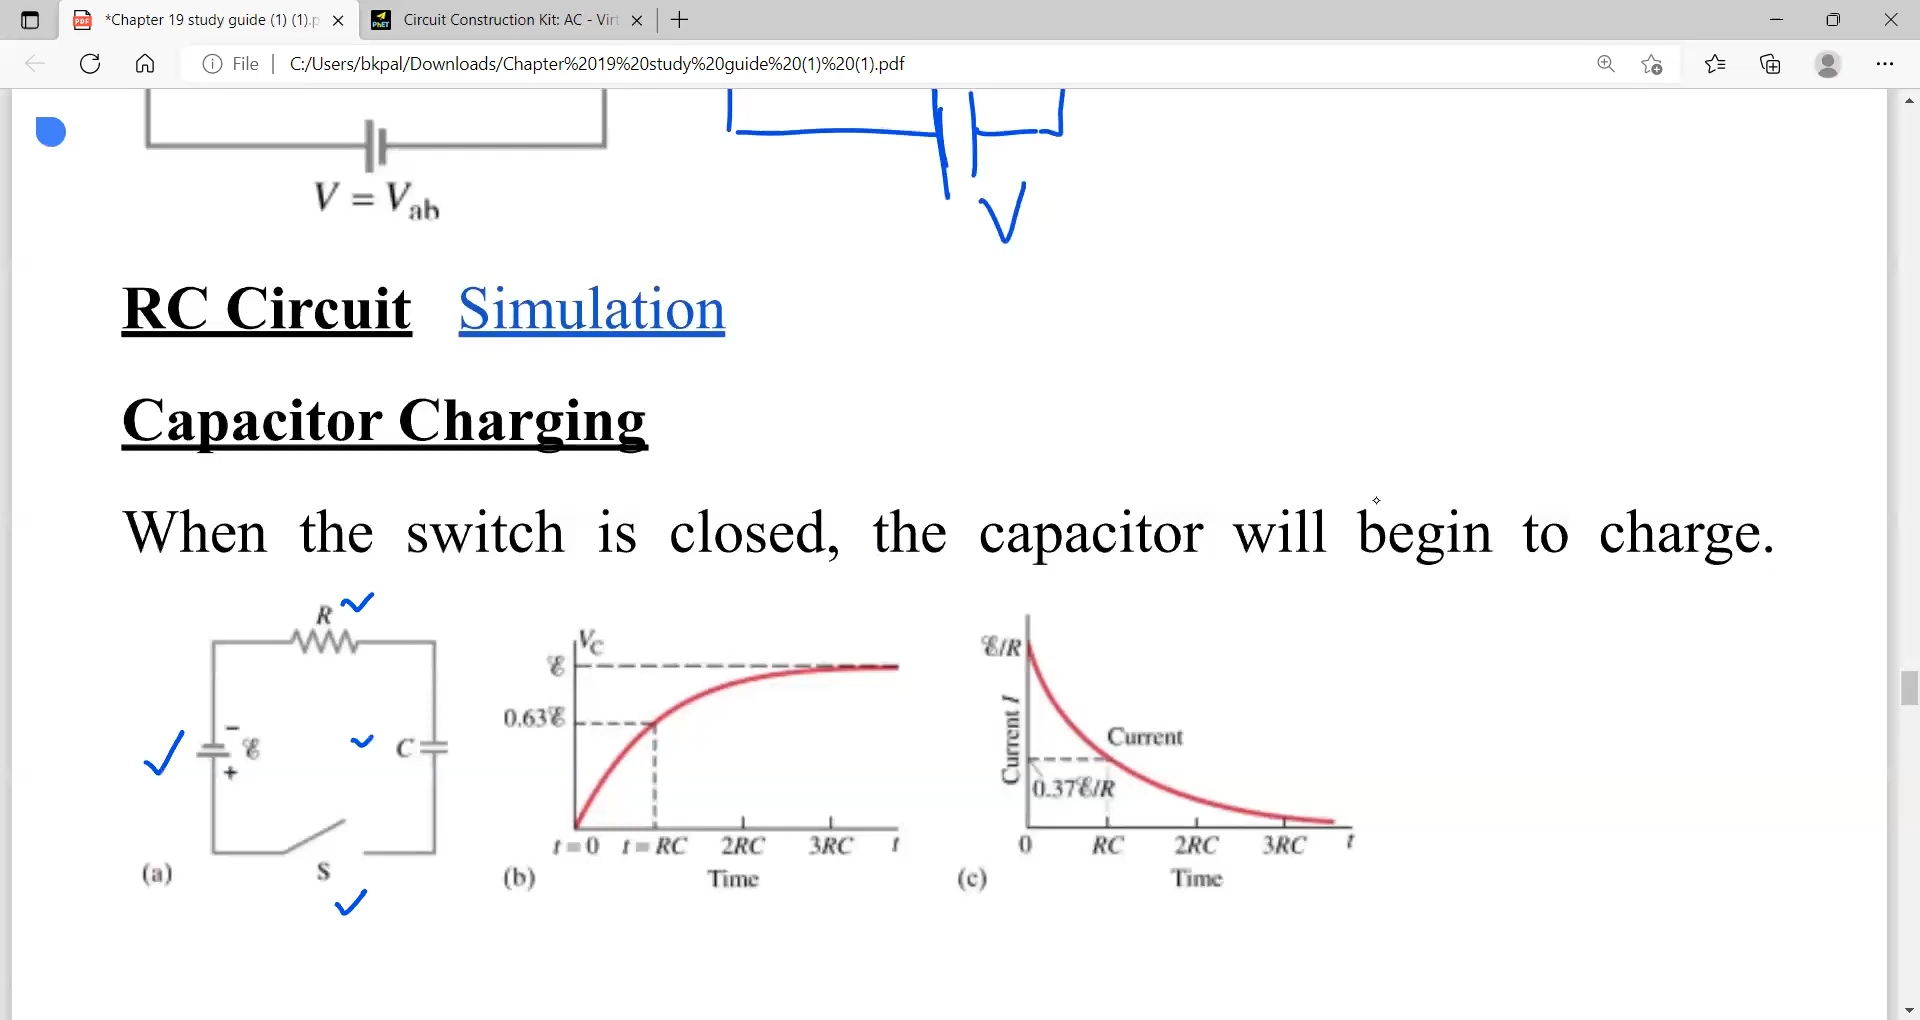 *Chapter 19 study guide (1) (1).p
Circuit Construction Kit: AC - Virt
File
C:/Users/bkpal/Downloads/Chapter%2019%20study%20guide%20(1)%20(1).pdf
V = Vab
V
RC Circuit Simulation
Capacitor Charging
When the switch is closed, the capacitor will begin to charge.
R
−
ℰ
+
C
S
(a)
VC
ℰ
0.63ℰ
t = 0 t = RC 2RC 3RC t
Time
(b)
ℰ/R
Current I
Current
0.37ℰ/R
0 RC 2RC 3RC t
Time
(c)